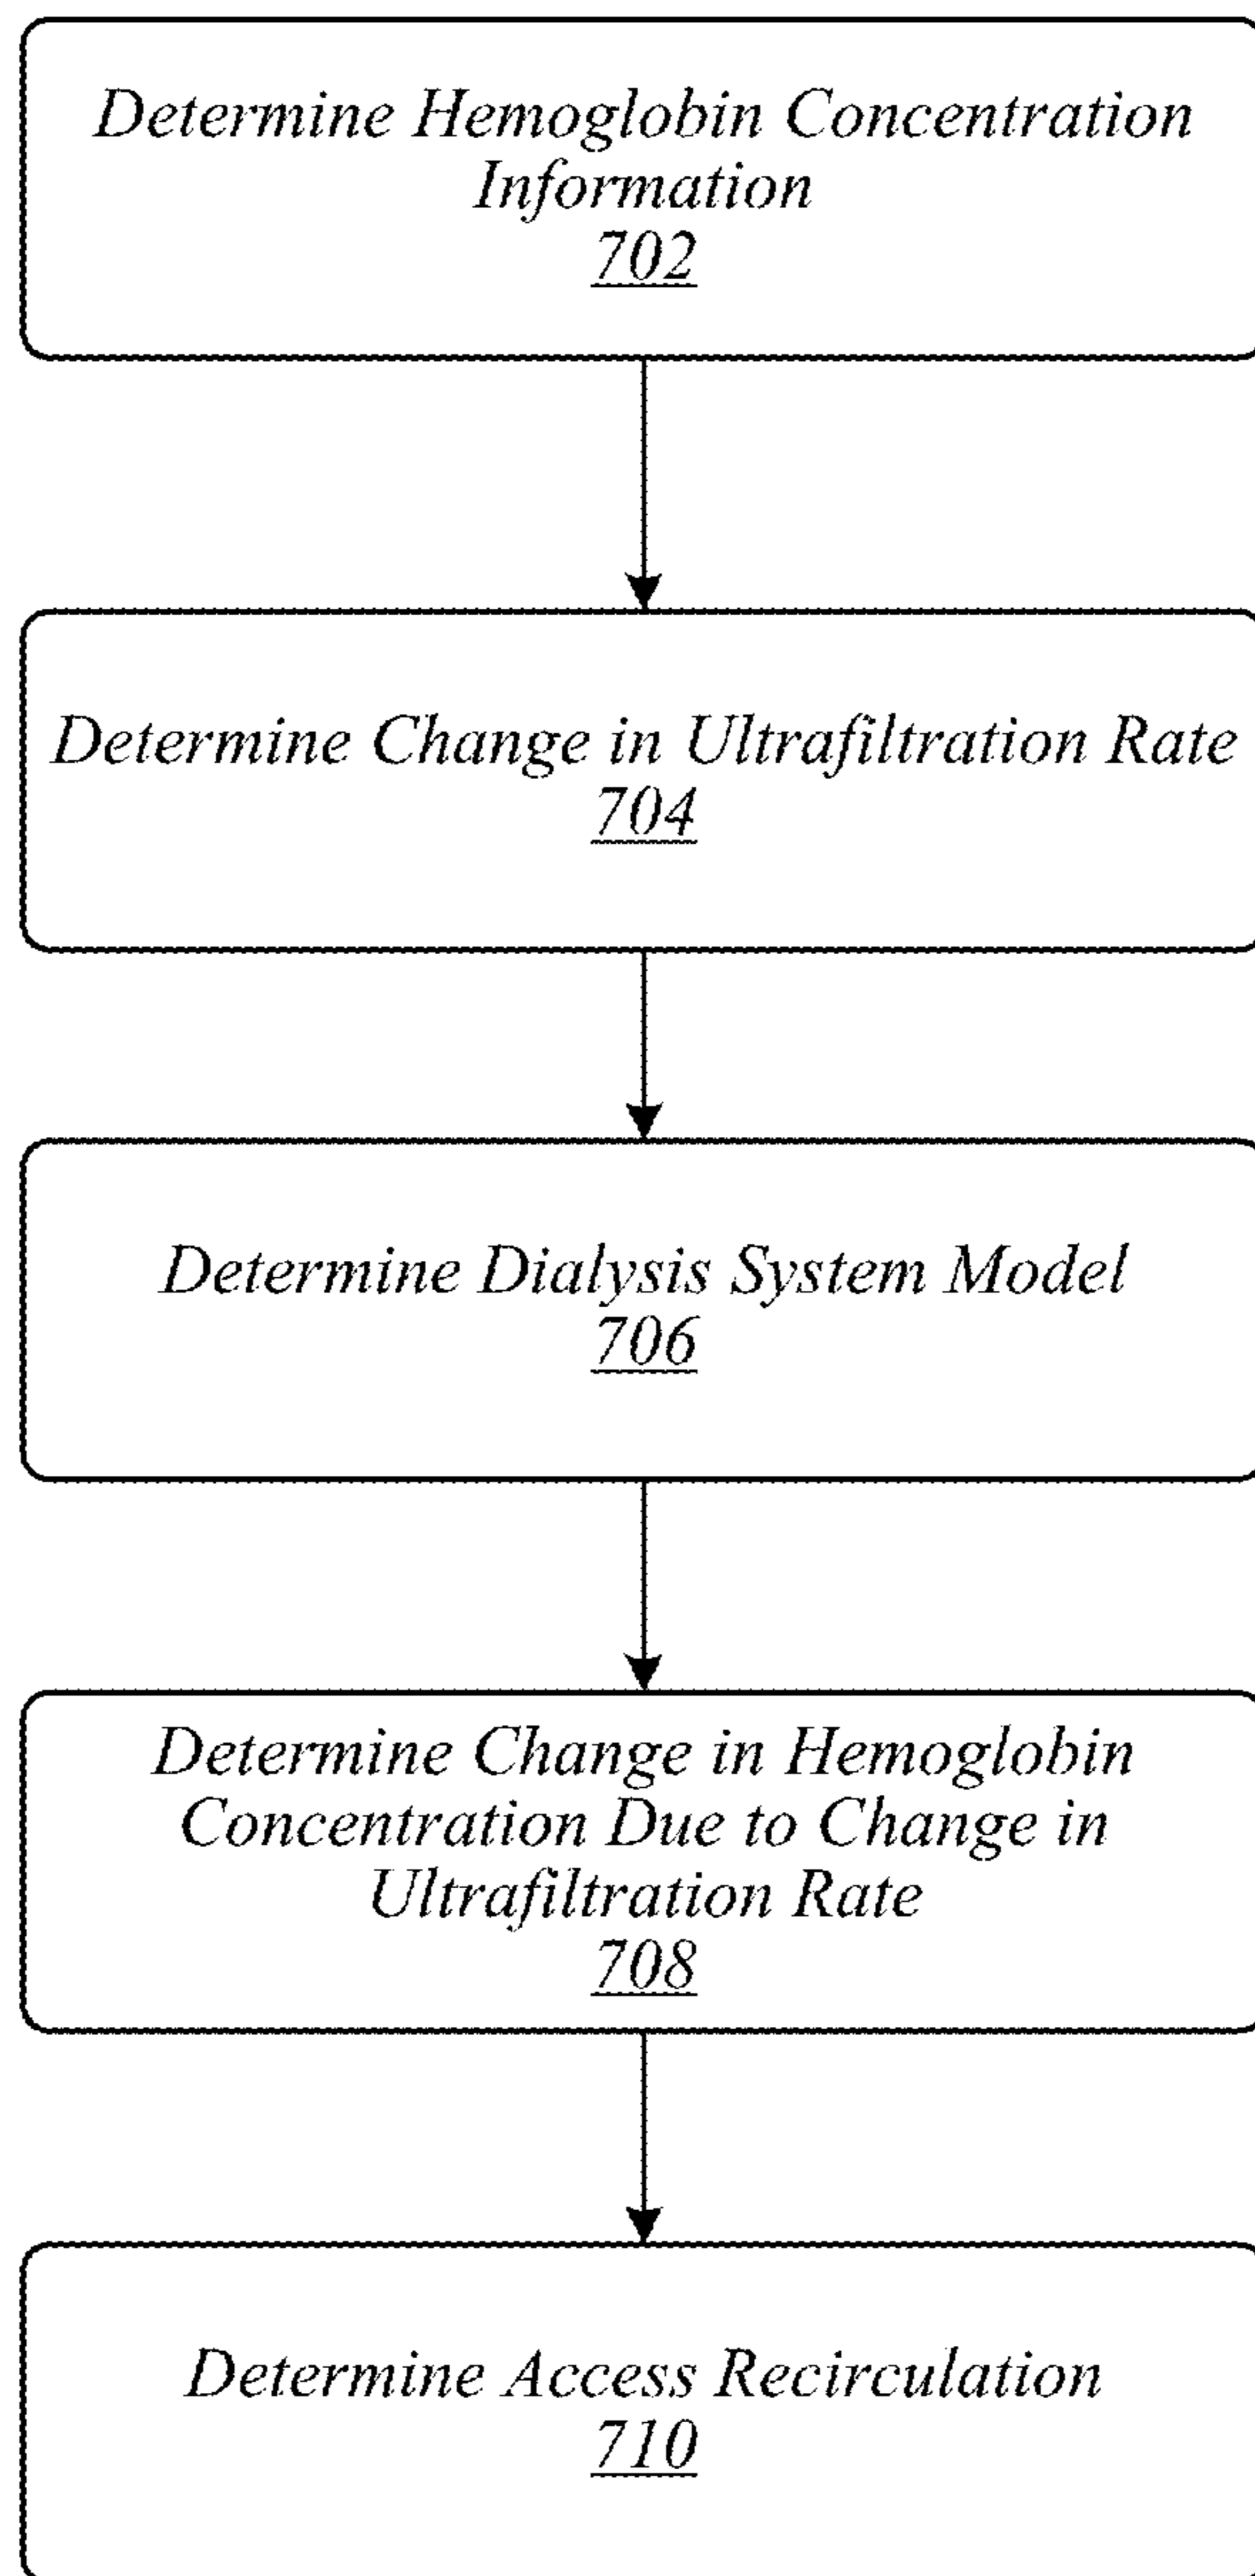 Determine Hemoglobin Concentration
Information
702
Determine Change in Ultrafiltration Rate
704
Determine Dialysis System Model
706
Determine Change in Hemoglobin
Concentration Due to Change in
Ultrafiltration Rate
708
Determine Access Recirculation
710